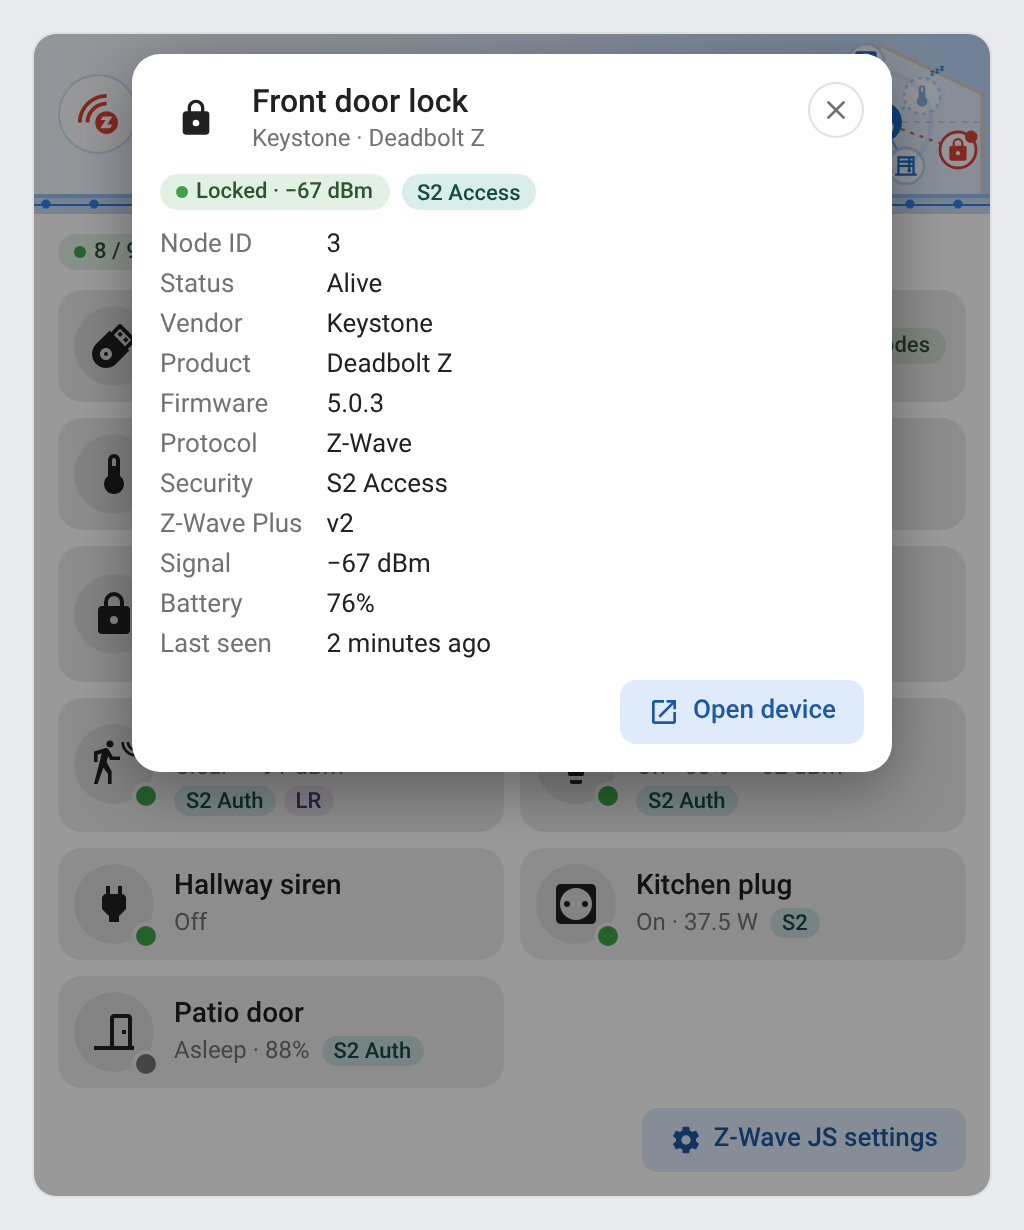 Front door lock
Keystone · Deadbolt Z
Locked · −67 dBm
S2 Access
8 /
Node ID 3
Status Alive
Vendor Keystone
Product Deadbolt Z
Firmware 5.0.3
Protocol Z-Wave
Security S2 Access
Z-Wave Plus v2
Signal −67 dBm
Battery 76%
Last seen 2 minutes ago
Open device
S2 Auth LR
S2 Auth
Hallway siren
Off
Kitchen plug
On · 37.5 W S2
Patio door
Asleep · 88% S2 Auth
Z-Wave JS settings